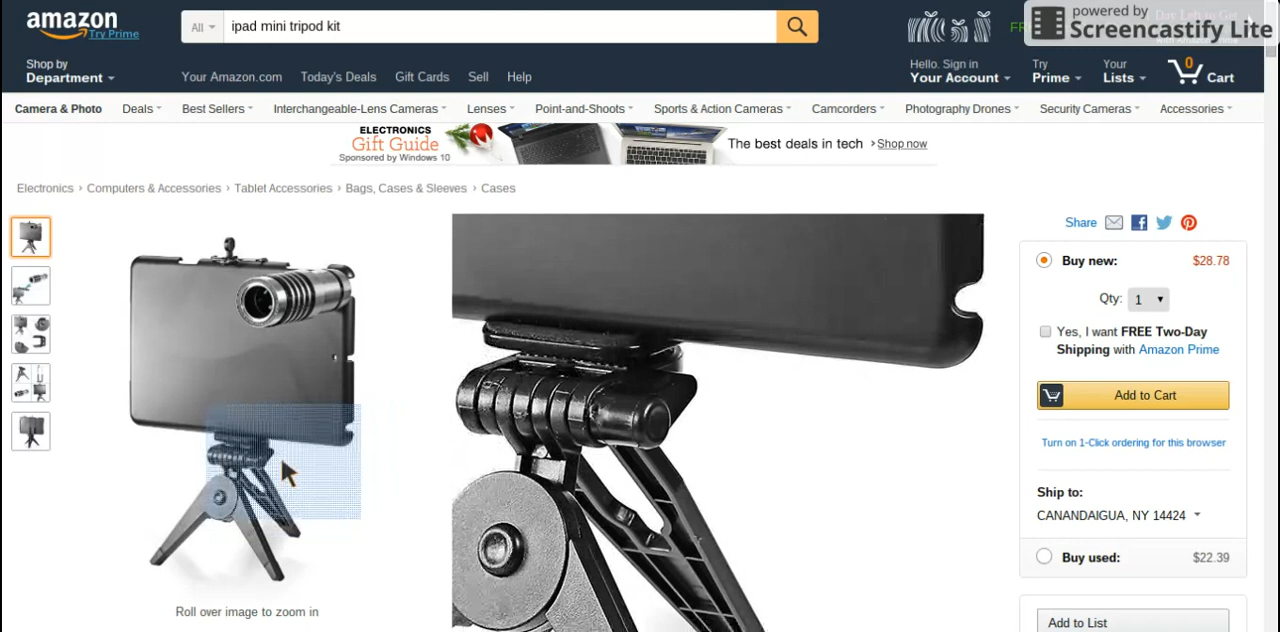 amazon
Try Prime
All
ipad mini tripod kit
FR
powered by
Screencastify Lite
Shop by
Department
Your Amazon.com
Today's Deals
Gift Cards
Sell
Help
Hello. Sign in
Your Account
Try
Prime
Your
Lists
0
Cart
Camera & Photo
Deals
Best Sellers
Interchangeable-Lens Cameras
Lenses
Point-and-Shoots
Sports & Action Cameras
Camcorders
Photography Drones
Security Cameras
Accessories
ELECTRONICS
Gift Guide
Sponsored by Windows 10
The best deals in tech › Shop now
Electronics › Computers & Accessories › Tablet Accessories › Bags, Cases & Sleeves › Cases
Share
Buy new: $28.78
Qty: 1
Yes, I want FREE Two-Day
Shipping with Amazon Prime
Add to Cart
Turn on 1-Click ordering for this browser
Ship to:
CANANDAIGUA, NY 14424
Buy used: $22.39
Add to List
Roll over image to zoom in